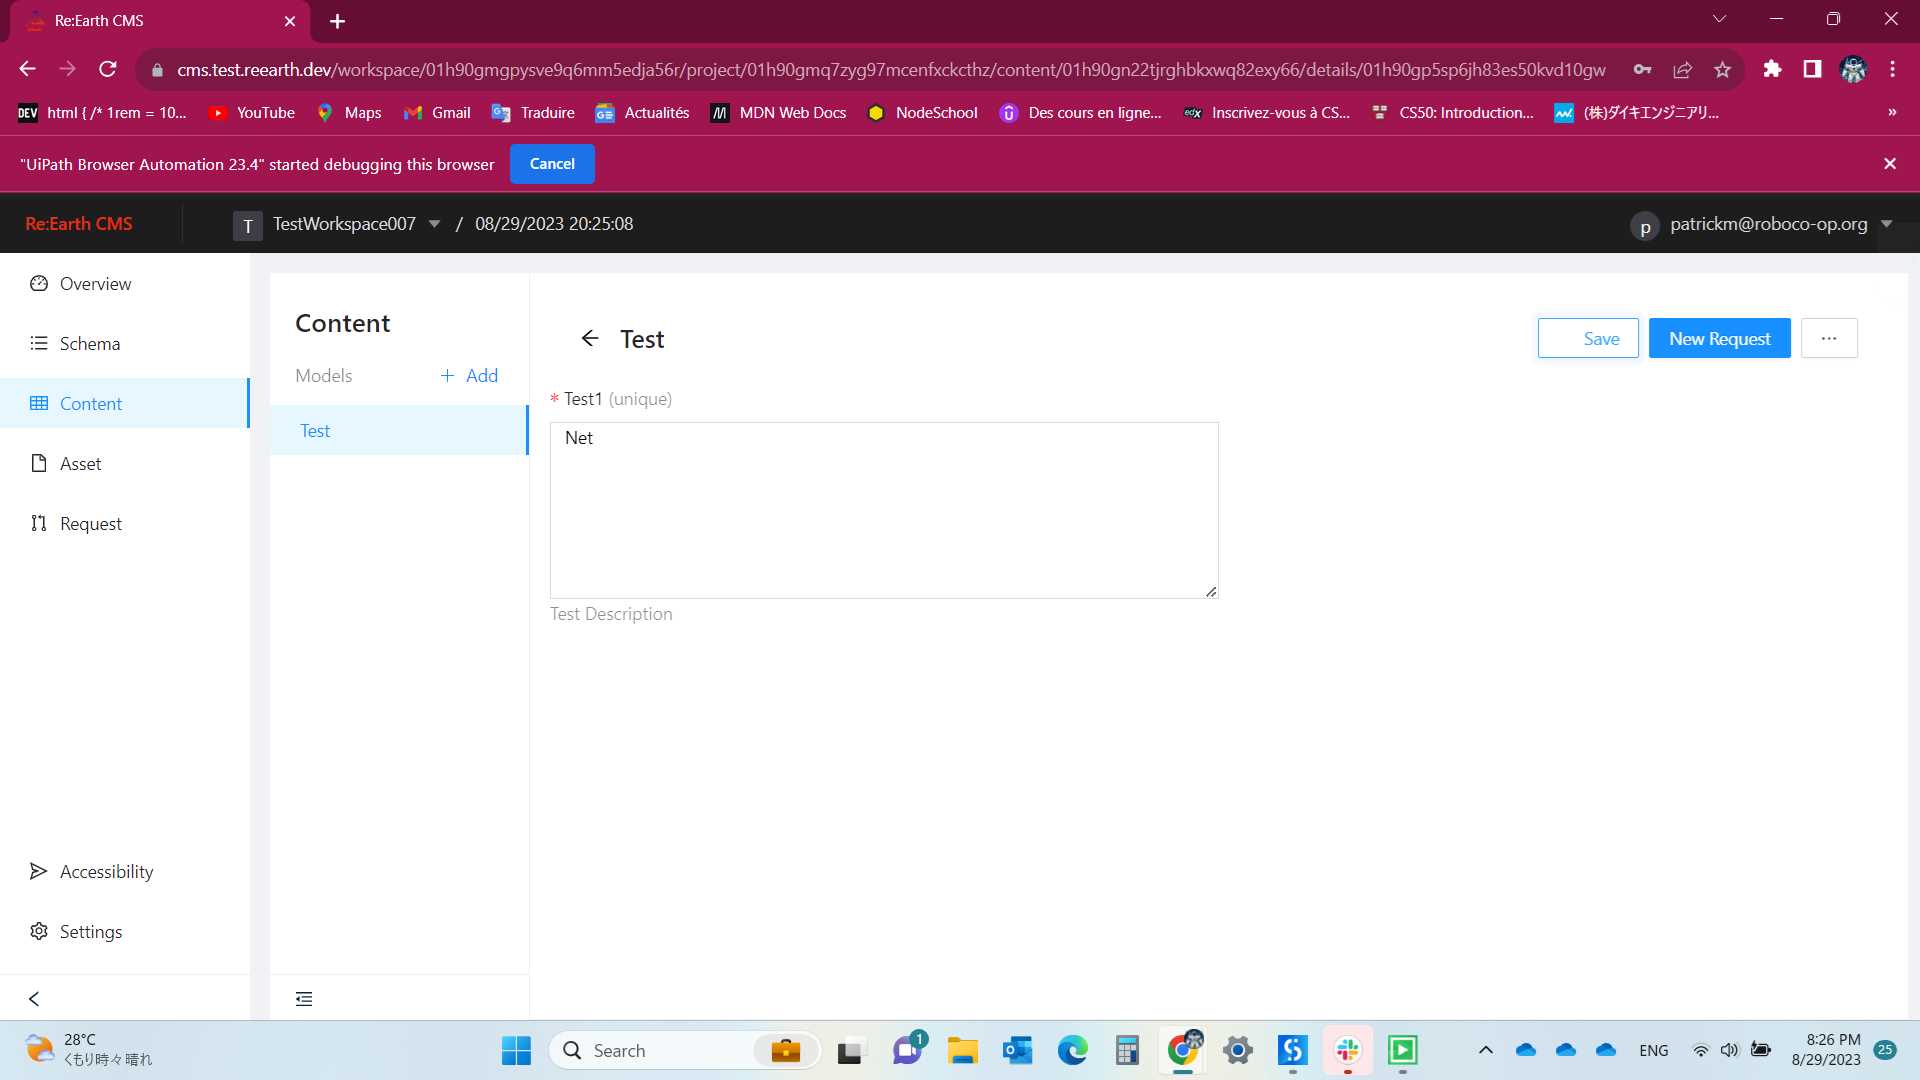 Re:Earth CMS
cms.test.reearth.dev/workspace/01h90gmgpysve9q6mm5edja56r/project/01h90gmq7zyg97mcenfxckcthz/content/01h90gn22tjrghbkxwq82exy66/details/01h90gp5sp6jh83es50kvd10gw
DEV html { /* 1rem = 10... YouTube Maps Gmail Traduire Actualités MDN Web Docs NodeSchool Des cours en ligne... edX Inscrivez-vous à CS... CS50: Introduction... (株)ダイキエンジニアリ... »
"UiPath Browser Automation 23.4" started debugging this browser Cancel
Re:Earth CMS T TestWorkspace007 / 08/29/2023 20:25:08 p patrickm@roboco-op.org
Overview
Schema
Content
Asset
Request
Accessibility
Settings
Content
Models + Add
Test
Test
Save New Request ...
* Test1 (unique)
Net
Test Description
28°C
くもり時々晴れ
Search
1
ENG
8:26 PM
8/29/2023
25